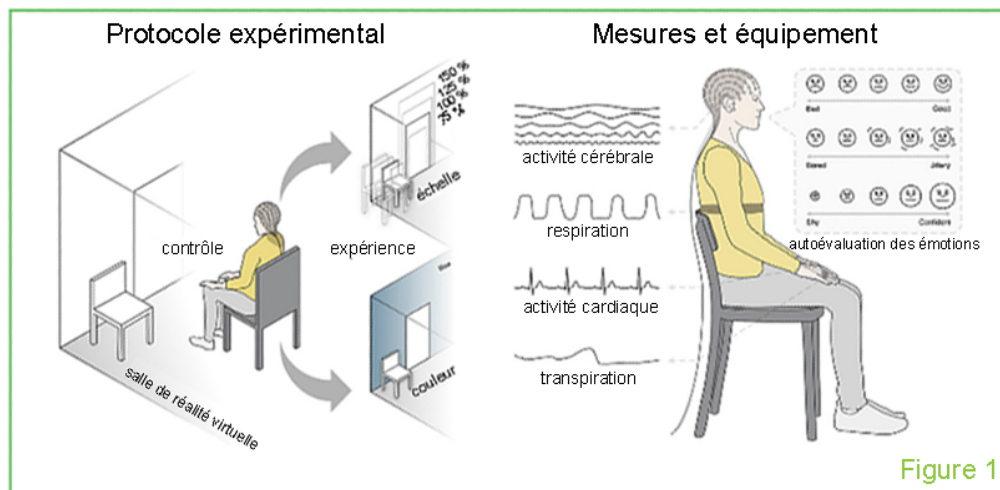 Protocole expérimental
150 %
125 %
100 %
75 %
échelle
contrôle
expérience
couleur
salle de réalité virtuelle
Mesures et équipement
activité cérébrale
respiration
activité cardiaque
transpiration
Bad Good
Bored Jittery
Shy Confident
autoévaluation des émotions
Figure 1